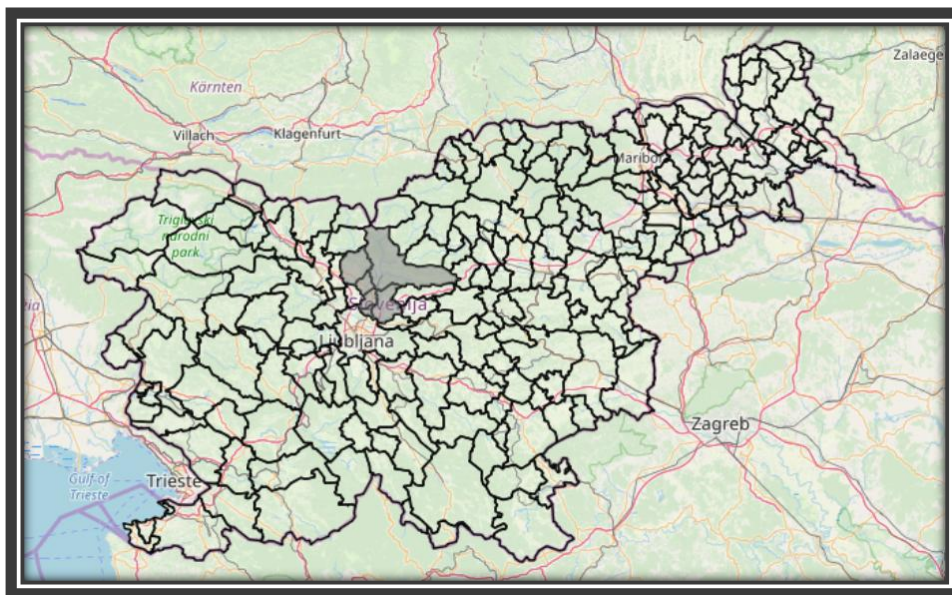 Zalaege
Kärnten
Villach
Klagenfurt
Maribor
Triglavski
narodni
park
Slovenija
Ljubljana
Zagreb
Gulf of
Trieste
Trieste